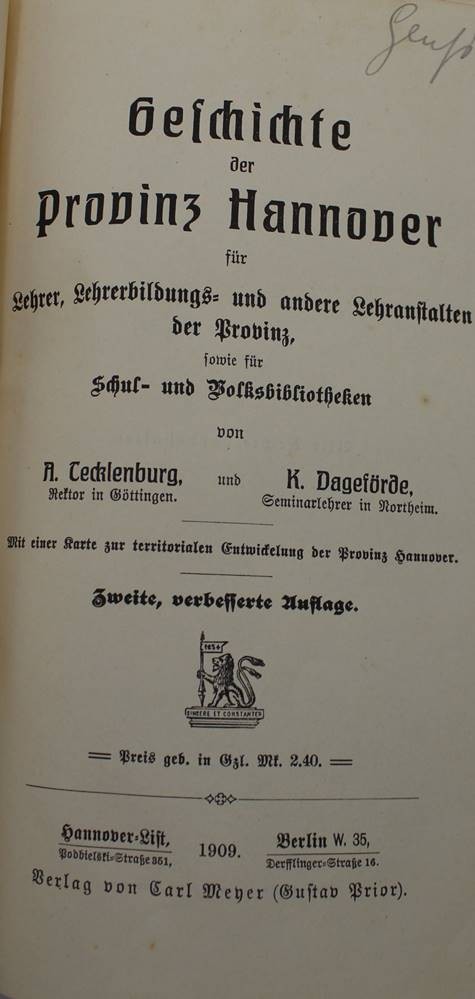 Geschichte
der
Provinz Hannover
für
Lehrer, Lehrerbildungs- und andere Lehranstalten
der Provinz,
sowie für
Schul- und Volksbibliotheken
von
A. Tecklenburg, und K. Dageförde,
Rektor in Göttingen. Seminarlehrer in Northeim.
Mit einer Karte zur territorialen Entwickelung der Provinz Hannover.
Zweite, verbesserte Auflage.
1854
SINCERE ET CONSTANTER
Preis geb. in Gzl. Mk. 2.40.
Hannover-List, 1909. Berlin W. 35,
Podbielski-Straße 351, Derfflinger-Straße 16.
Verlag von Carl Meyer (Gustav Prior).